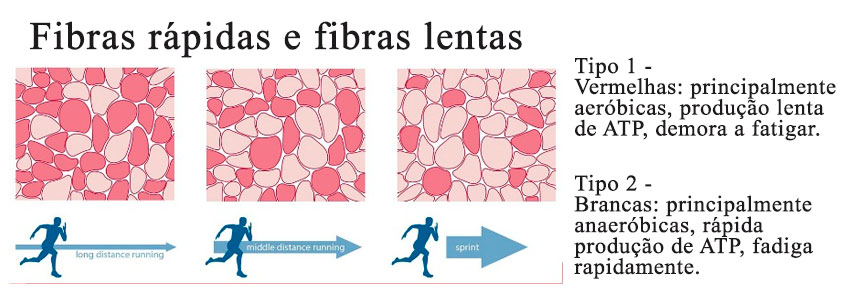 Fibras rápidas e fibras lentas
long distance running
middle distance running
sprint
Tipo 1 -
Vermelhas: principalmente
aeróbicas, produção lenta
de ATP, demora a fatigar.
Tipo 2 -
Brancas: principalmente
anaeróbicas, rápida
produção de ATP, fadiga
rapidamente.